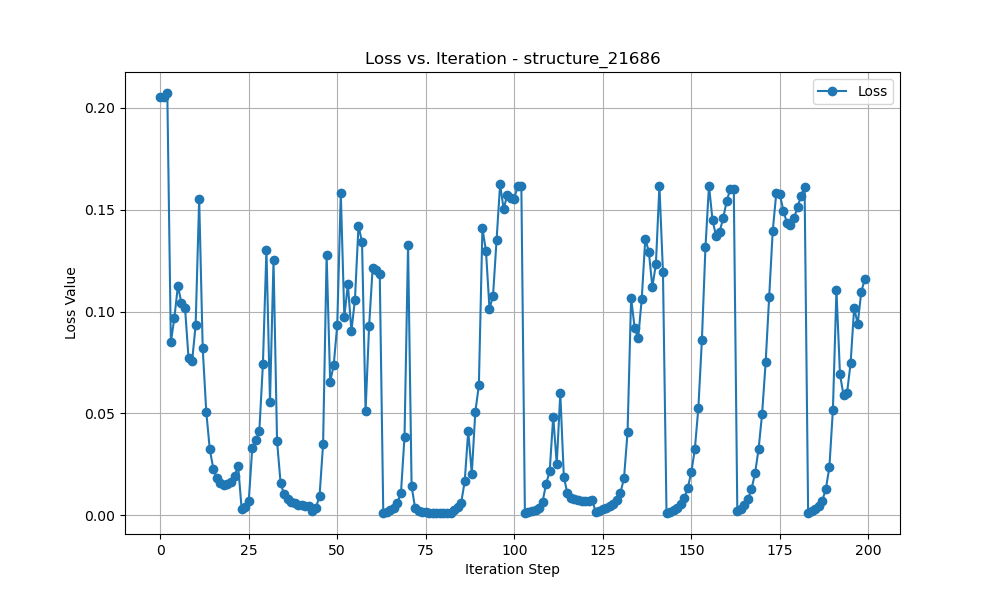 Loss vs. Iteration - structure_21686
Loss
Loss Value
0.20
0.15
0.10
0.05
0.00
0 25 50 75 100 125 150 175 200
Iteration Step